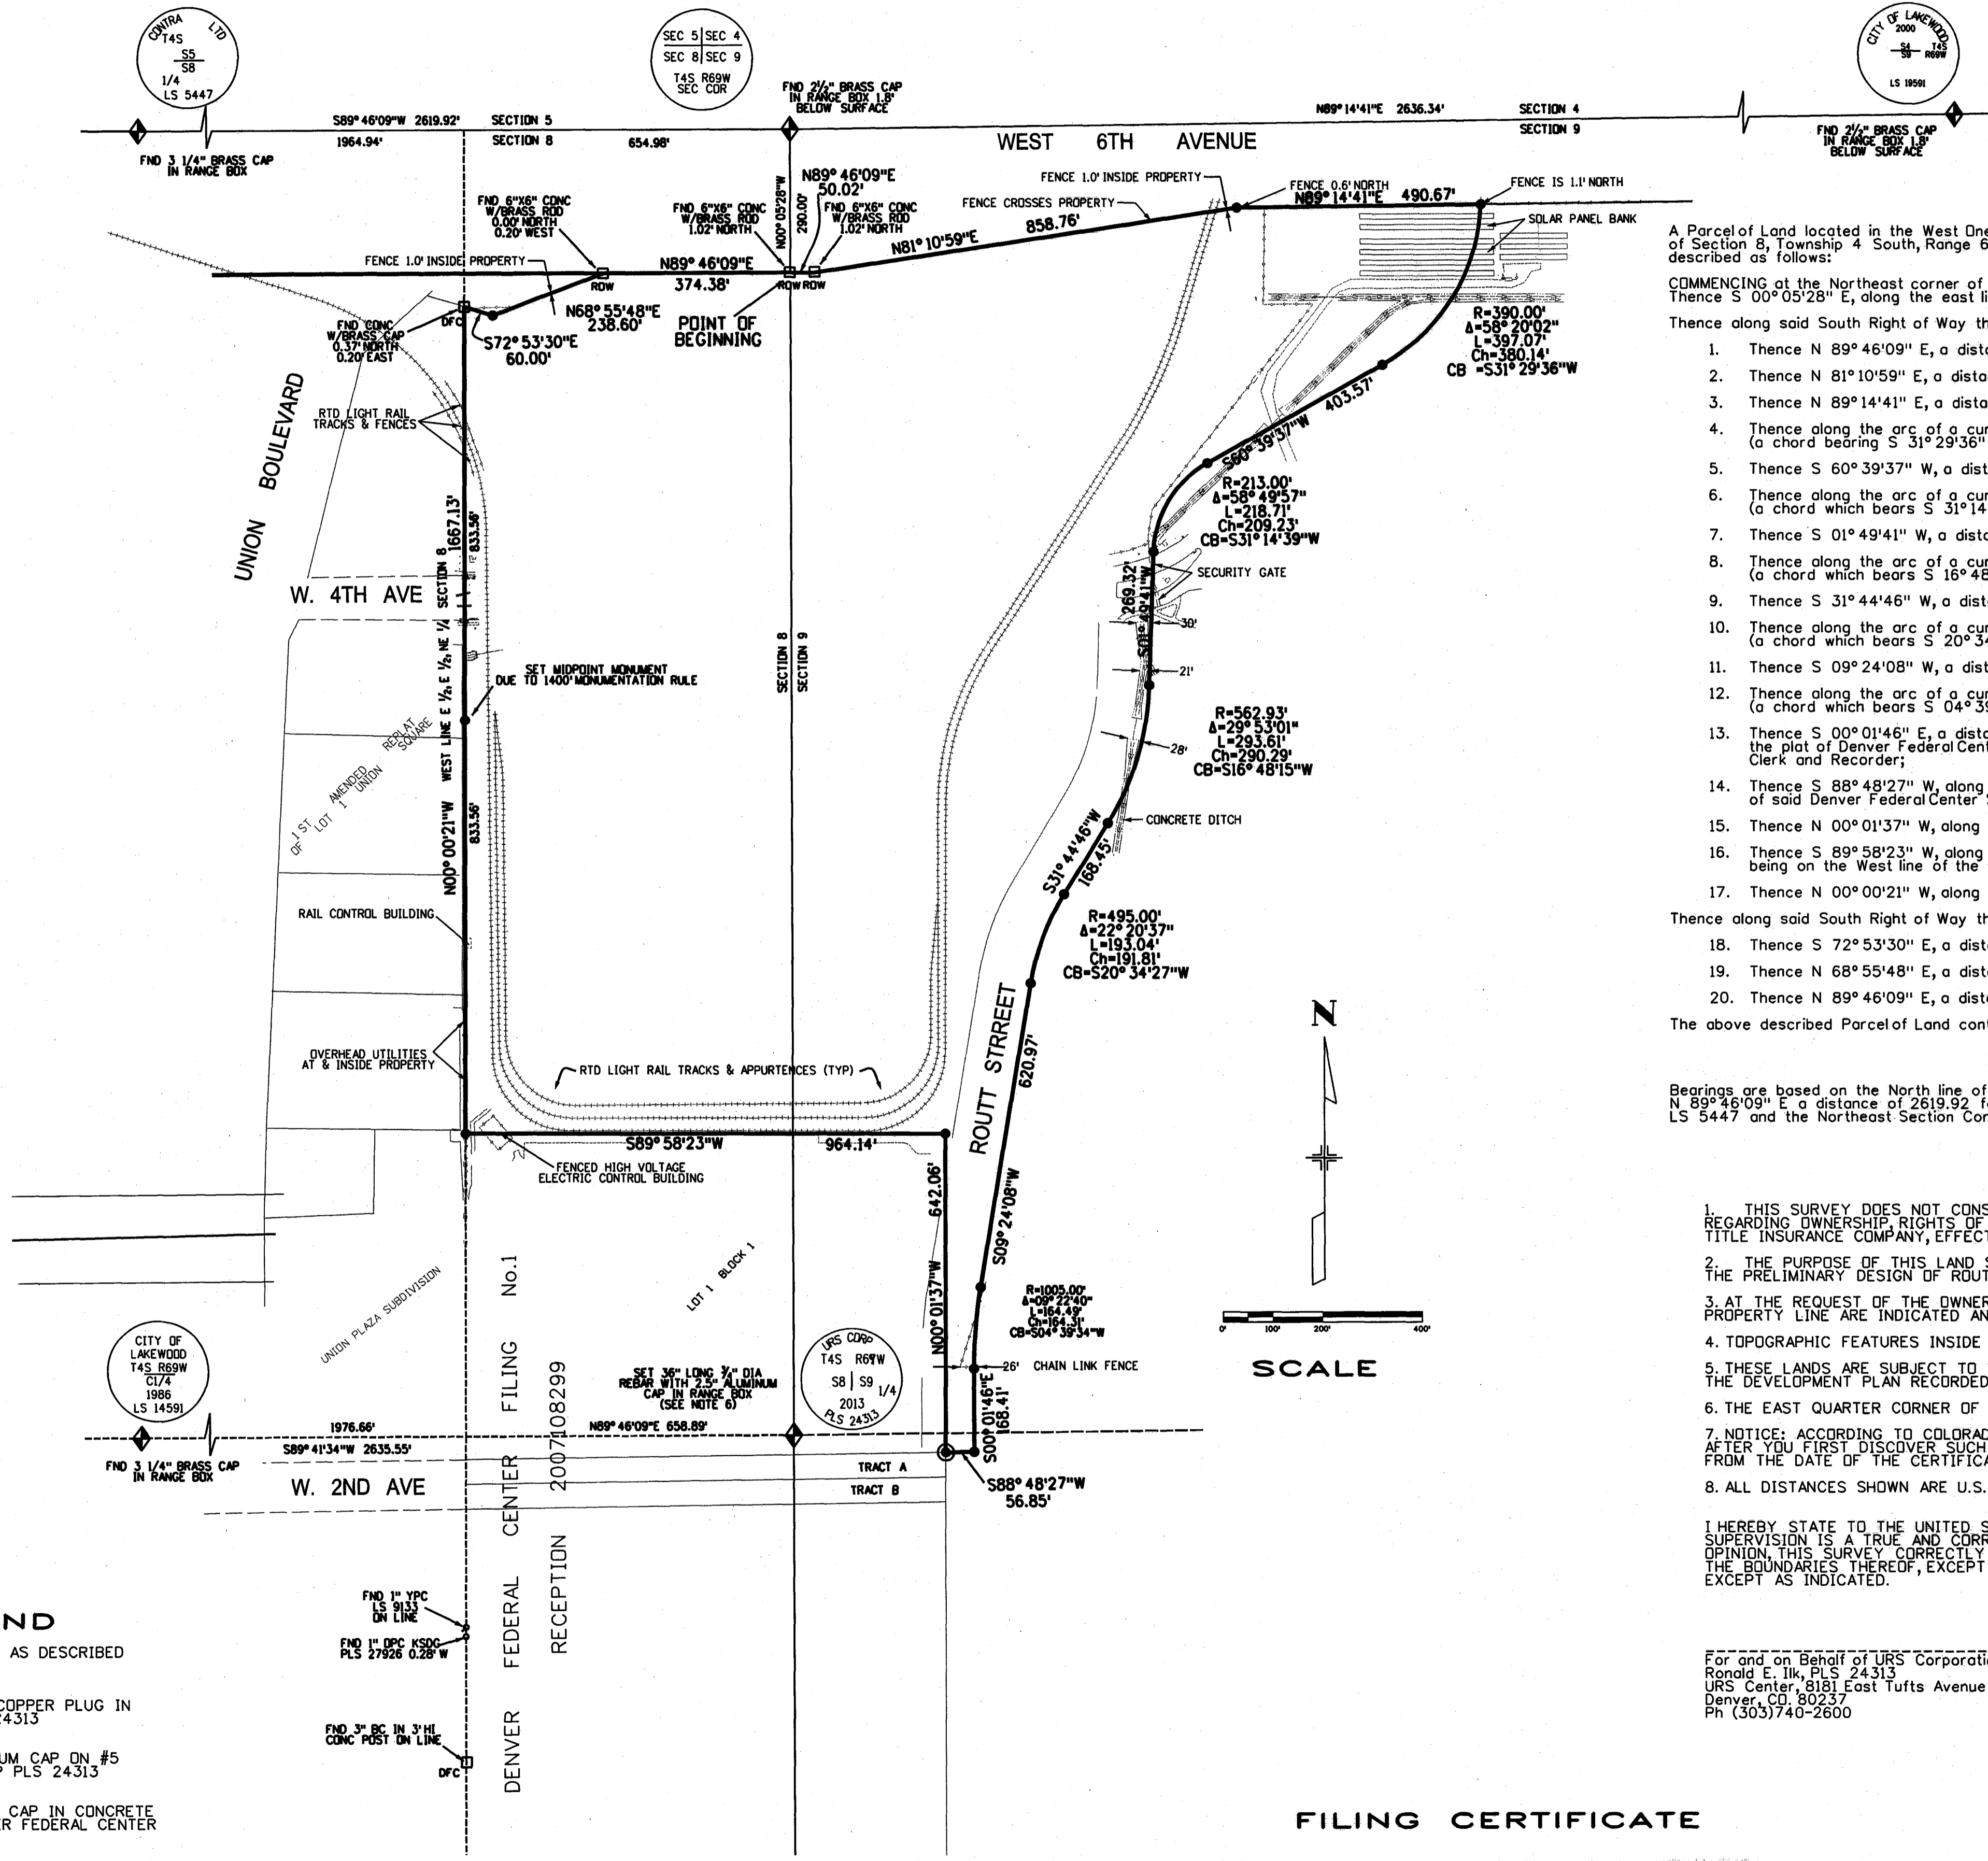 CONTRA LTD
T4S
S5
S8
1/4
LS 5447
SEC 5 SEC 4
SEC 8 SEC 9
T4S R69W
SEC COR
CITY OF LAKEWOOD
2000
S4 T4S
S9 R69W
LS 19591
FND 2½" BRASS CAP
IN RANGE BOX 1.8'
BELOW SURFACE
S89°46'09"W 2619.92'
SECTION 5
1964.94'
SECTION 8
654.98'
N89°14'41"E 2636.34'
SECTION 4
SECTION 9
WEST 6TH AVENUE
FND 3 1/4" BRASS CAP
IN RANGE BOX
FND 2½" BRASS CAP
IN RANGE BOX 1.8'
BELOW SURFACE
FND 6"X6" CONC
W/BRASS ROD
0.00' NORTH
0.20' WEST
FND 6"X6" CONC
W/BRASS ROD
1.02' NORTH
N00°05'28"W
290.00'
N89°46'09"E
50.02'
FND 6"X6" CONC
W/BRASS ROD
1.02' NORTH
FENCE 1.0' INSIDE PROPERTY
FENCE CROSSES PROPERTY
FENCE 0.6' NORTH
N89°14'41"E 490.67'
FENCE IS 1.1' NORTH
SOLAR PANEL BANK
N81°10'59"E 858.76'
FENCE 1.0' INSIDE PROPERTY
N89°46'09"E
374.38'
ROW
ROW ROW
POINT OF
BEGINNING
N68°55'48"E
238.60'
S72°53'30"E
60.00'
DFC
FND CONC
W/BRASS CAP
0.37' NORTH
0.20' EAST
R=390.00'
Δ=58°20'02"
L=397.07'
Ch=380.14'
CB =S31°29'36"W
S60°39'37"W 403.57'
UNION BOULEVARD
RTD LIGHT RAIL
TRACKS & FENCES
R=213.00'
Δ=58°49'57"
L=218.71'
Ch=209.23'
CB=S31°14'39"W
1667.13'
833.56'
W. 4TH AVE
WEST LINE E ½, E ½, NE ¼ SECTION 8
SECURITY GATE
269.32'
S01°49'41"W
30'
21'
28'
SECTION 8
SECTION 9
SET MIDPOINT MONUMENT
DUE TO 1400' MONUMENTATION RULE
R=562.93'
Δ=29°53'01"
L=293.61'
Ch=290.29'
CB=S16°48'15"W
1ST AMENDED REPLAT
OF LOT 1 UNION SQUARE
N00°00'21"W
833.56'
CONCRETE DITCH
S31°44'46"W
168.45'
RAIL CONTROL BUILDING
R=495.00'
Δ=22°20'37"
L=193.04'
Ch=191.81'
CB=S20°34'27"W
N
ROUTT STREET
620.97'
S09°24'08"W
OVERHEAD UTILITIES
AT & INSIDE PROPERTY
RTD LIGHT RAIL TRACKS & APPURTENCES (TYP)
S89°58'23"W 964.14'
FENCED HIGH VOLTAGE
ELECTRIC CONTROL BUILDING
642.06'
N00°01'37"W
UNION PLAZA SUBDIVISION
LOT 1 BLOCK 1
R=1005.00'
Δ=09°22'40"
L=164.49'
Ch=164.31'
CB=S04°39'34"W
0' 100' 200' 400'
SCALE
26' CHAIN LINK FENCE
S00°01'46"E
168.41'
CITY OF
LAKEWOOD
T4S R69W
C1/4
1986
LS 14591
URS CORP
T4S R69W
S8 S9 1/4
2013
PLS 24313
SET 36" LONG ¾" DIA
REBAR WITH 2.5" ALUMINUM
CAP IN RANGE BOX
(SEE NOTE 6)
1976.66'
N89°46'09"E 658.89'
S89°41'34"W 2635.55'
FND 3 1/4" BRASS CAP
IN RANGE BOX
W. 2ND AVE
TRACT A
TRACT B
S88°48'27"W
56.85'
DENVER FEDERAL CENTER FILING No.1
RECEPTION 2007108299
FND 1" YPC
LS 9133
ON LINE
FND 1" OPC KSDG
PLS 27926 0.28' W
FND 3" BC IN 3' HI
CONC POST ON LINE
DFC
ND
AS DESCRIBED
COPPER PLUG IN
24313
UM CAP ON #5
P PLS 24313
CAP IN CONCRETE
R FEDERAL CENTER
A Parcel of Land located in the West One
of Section 8, Township 4 South, Range 6
described as follows:
COMMENCING at the Northeast corner of
Thence S 00°05'28" E, along the east li
Thence along said South Right of Way th
1. Thence N 89°46'09" E, a dista
2. Thence N 81°10'59" E, a dista
3. Thence N 89°14'41" E, a dista
4. Thence along the arc of a cur
(a chord bearing S 31°29'36"
5. Thence S 60°39'37" W, a dist
6. Thence along the arc of a cur
(a chord which bears S 31°14
7. Thence S 01°49'41" W, a dista
8. Thence along the arc of a cur
(a chord which bears S 16°48
9. Thence S 31°44'46" W, a dist
10. Thence along the arc of a cur
(a chord which bears S 20°34
11. Thence S 09°24'08" W, a dist
12. Thence along the arc of a cur
(a chord which bears S 04°39
13. Thence S 00°01'46" E, a dista
the plat of Denver Federal Cent
Clerk and Recorder;
14. Thence S 88°48'27" W, along
of said Denver Federal Center
15. Thence N 00°01'37" W, along
16. Thence S 89°58'23" W, along
being on the West line of the
17. Thence N 00°00'21" W, along
Thence along said South Right of Way th
18. Thence S 72°53'30" E, a dist
19. Thence N 68°55'48" E, a dist
20. Thence N 89°46'09" E, a dist
The above described Parcel of Land cont
Bearings are based on the North line of
N 89°46'09" E a distance of 2619.92 f
LS 5447 and the Northeast Section Cor
1. THIS SURVEY DOES NOT CONS
REGARDING OWNERSHIP, RIGHTS OF
TITLE INSURANCE COMPANY, EFFECT
2. THE PURPOSE OF THIS LAND S
THE PRELIMINARY DESIGN OF ROUT
3. AT THE REQUEST OF THE OWNER
PROPERTY LINE ARE INDICATED AN
4. TOPOGRAPHIC FEATURES INSIDE
5. THESE LANDS ARE SUBJECT TO
THE DEVELOPMENT PLAN RECORDED
6. THE EAST QUARTER CORNER OF
7. NOTICE: ACCORDING TO COLORAD
AFTER YOU FIRST DISCOVER SUCH
FROM THE DATE OF THE CERTIFICA
8. ALL DISTANCES SHOWN ARE U.S.
I HEREBY STATE TO THE UNITED S
SUPERVISION IS A TRUE AND CORR
OPINION, THIS SURVEY CORRECTLY
THE BOUNDARIES THEREOF, EXCEPT
EXCEPT AS INDICATED.
For and on Behalf of URS Corporati
Ronald E. Ilk, PLS 24313
URS Center, 8181 East Tufts Avenue
Denver, CO. 80237
Ph (303)740-2600
FILING CERTIFICATE